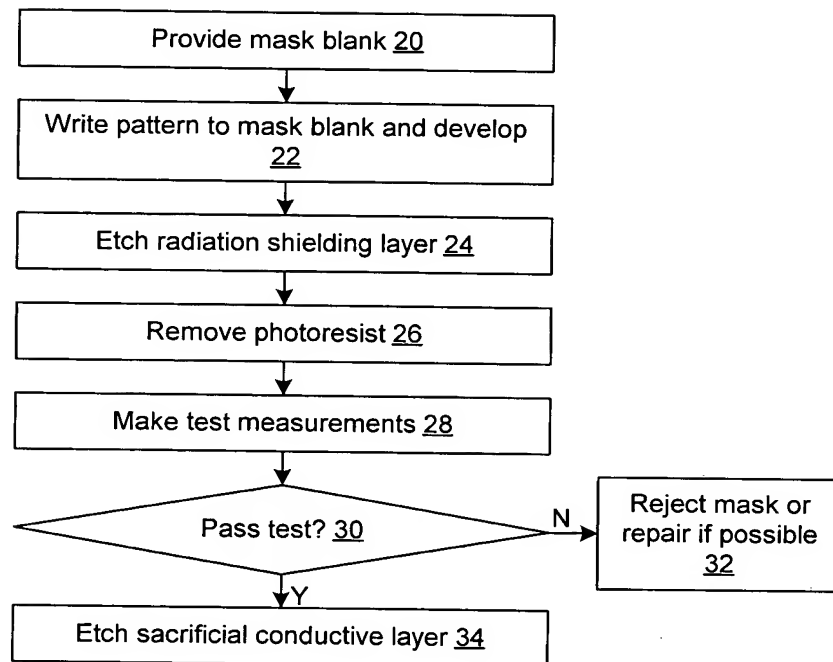 Provide mask blank 20
Write pattern to mask blank and develop
22
Etch radiation shielding layer 24
Remove photoresist 26
Make test measurements 28
Pass test? 30
N
Reject mask or
repair if possible
32
Y
Etch sacrificial conductive layer 34